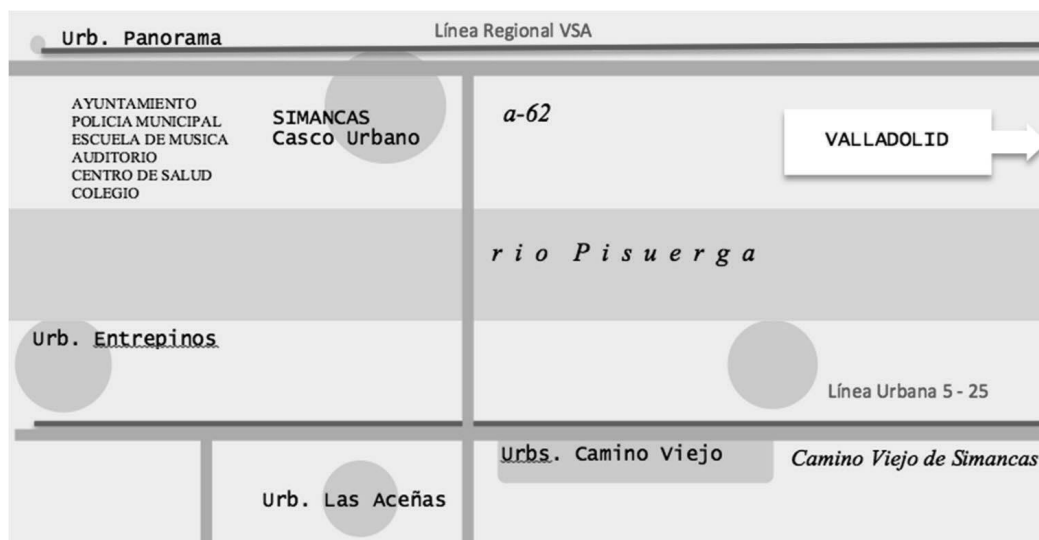 Urb. Panorama
Línea Regional VSA
AYUNTAMIENTO
POLICIA MUNICIPAL
ESCUELA DE MUSICA
AUDITORIO
CENTRO DE SALUD
COLEGIO
SIMANCAS
Casco Urbano
a-62
VALLADOLID
rio Pisuerga
Urb. Entrepinos
Línea Urbana 5 - 25
Urbs. Camino Viejo
Camino Viejo de Simancas
Urb. Las Aceñas